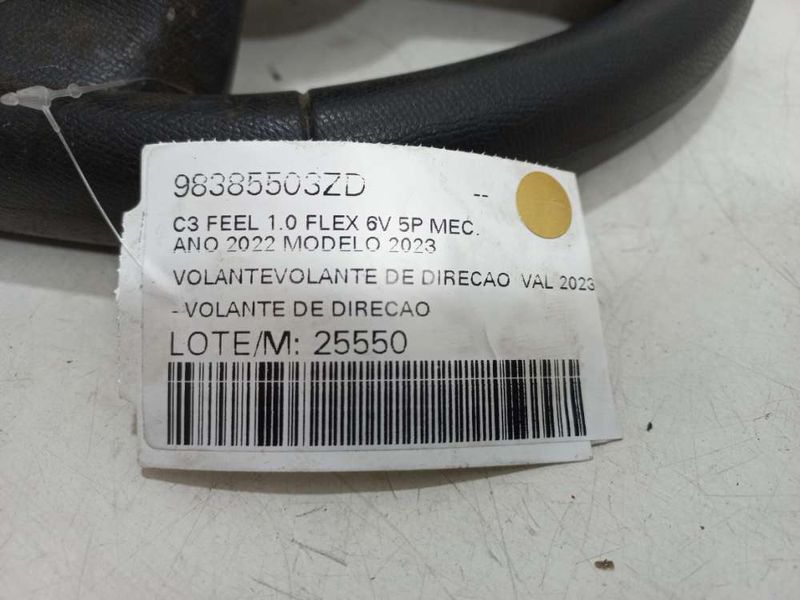 98385503ZD --
C3 FEEL 1.0 FLEX 6V 5P MEC.
ANO 2022 MODELO 2023
VOLANTEVOLANTE DE DIRECAO VAL 2023
- VOLANTE DE DIRECAO
LOTE/M: 25550